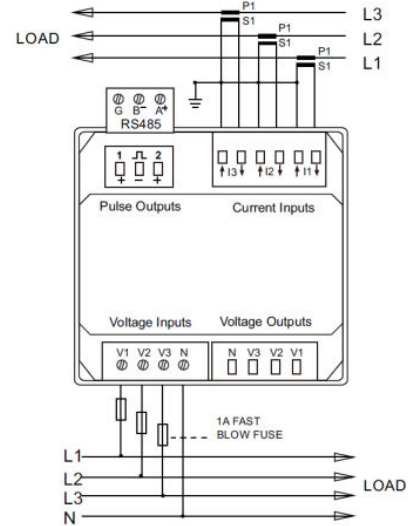 P1 L3
S1
LOAD P1 L2
S1
P1 L1
S1
G B- A+
RS485
1 2
+ - +
I3 I2 I1
Pulse Outputs Current Inputs
Voltage Inputs Voltage Outputs
V1 V2 V3 N N V3 V2 V1
1A FAST
BLOW FUSE
L1
L2 LOAD
L3
N